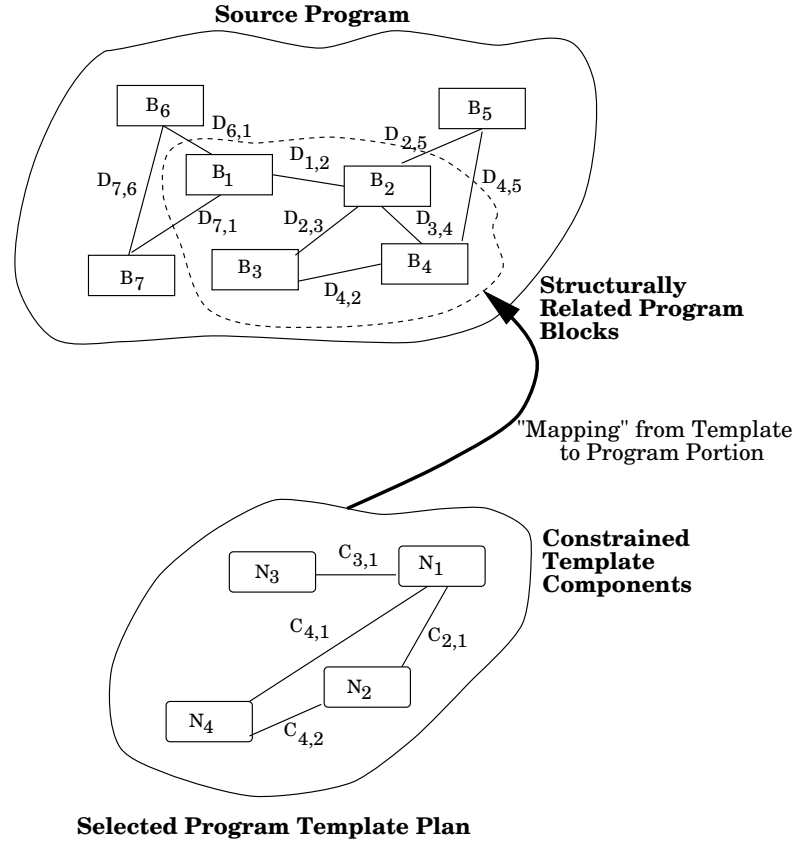 Source Program
B6
B5
D6,1
D2,5
D1,2
B1
B2
D7,6
D4,5
D7,1
D2,3
D3,4
B3
B4
B7
D4,2
Structurally
Related Program
Blocks
"Mapping" from Template
to Program Portion
Constrained
Template
Components
C3,1
N3
N1
C4,1
C2,1
N2
N4
C4,2
Selected Program Template Plan